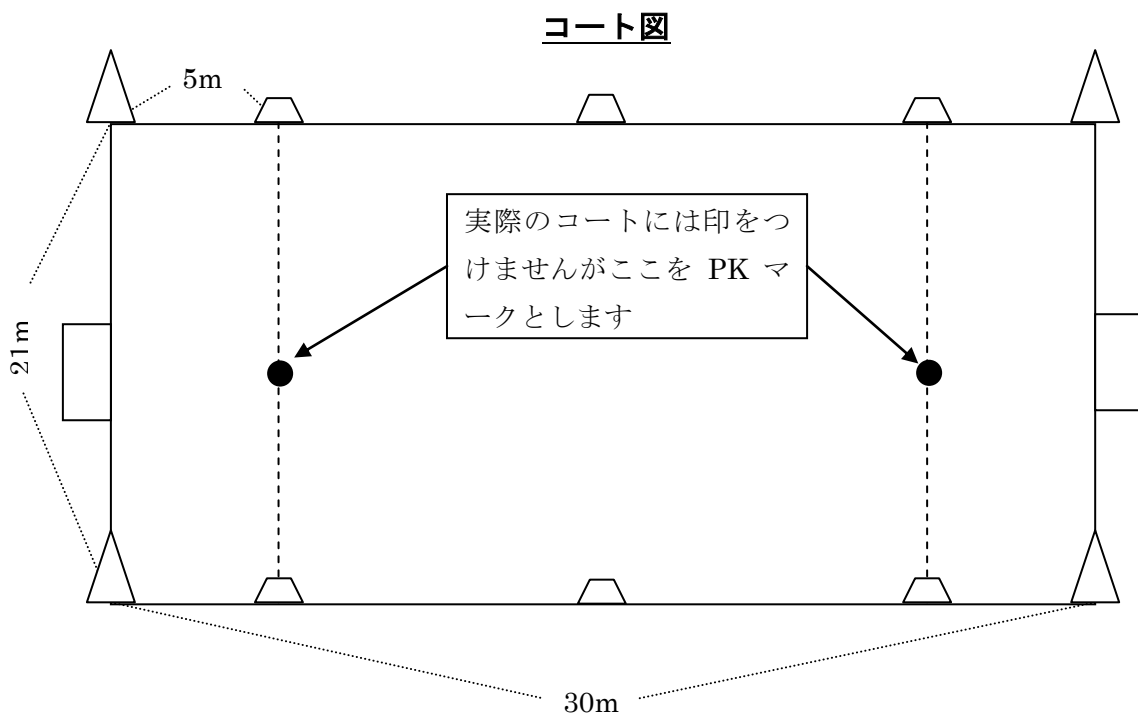 コート図
5m
実際のコートには印をつ
けませんがここを PK マ
ークとします
21m
30m